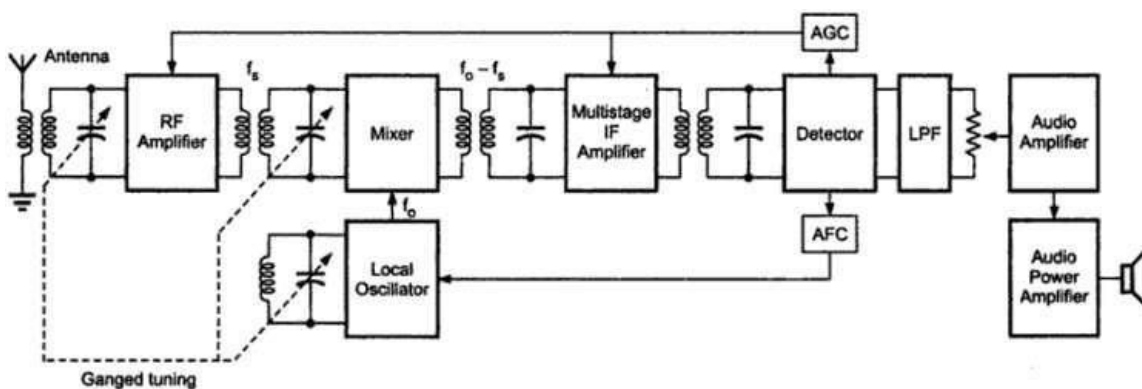 AGC
Antenna
fs
fo – fs
RF
Amplifier
Mixer
Multistage
IF
Amplifier
Detector
LPF
Audio
Amplifier
fo
AFC
Local
Oscillator
Audio
Power
Amplifier
Ganged tuning